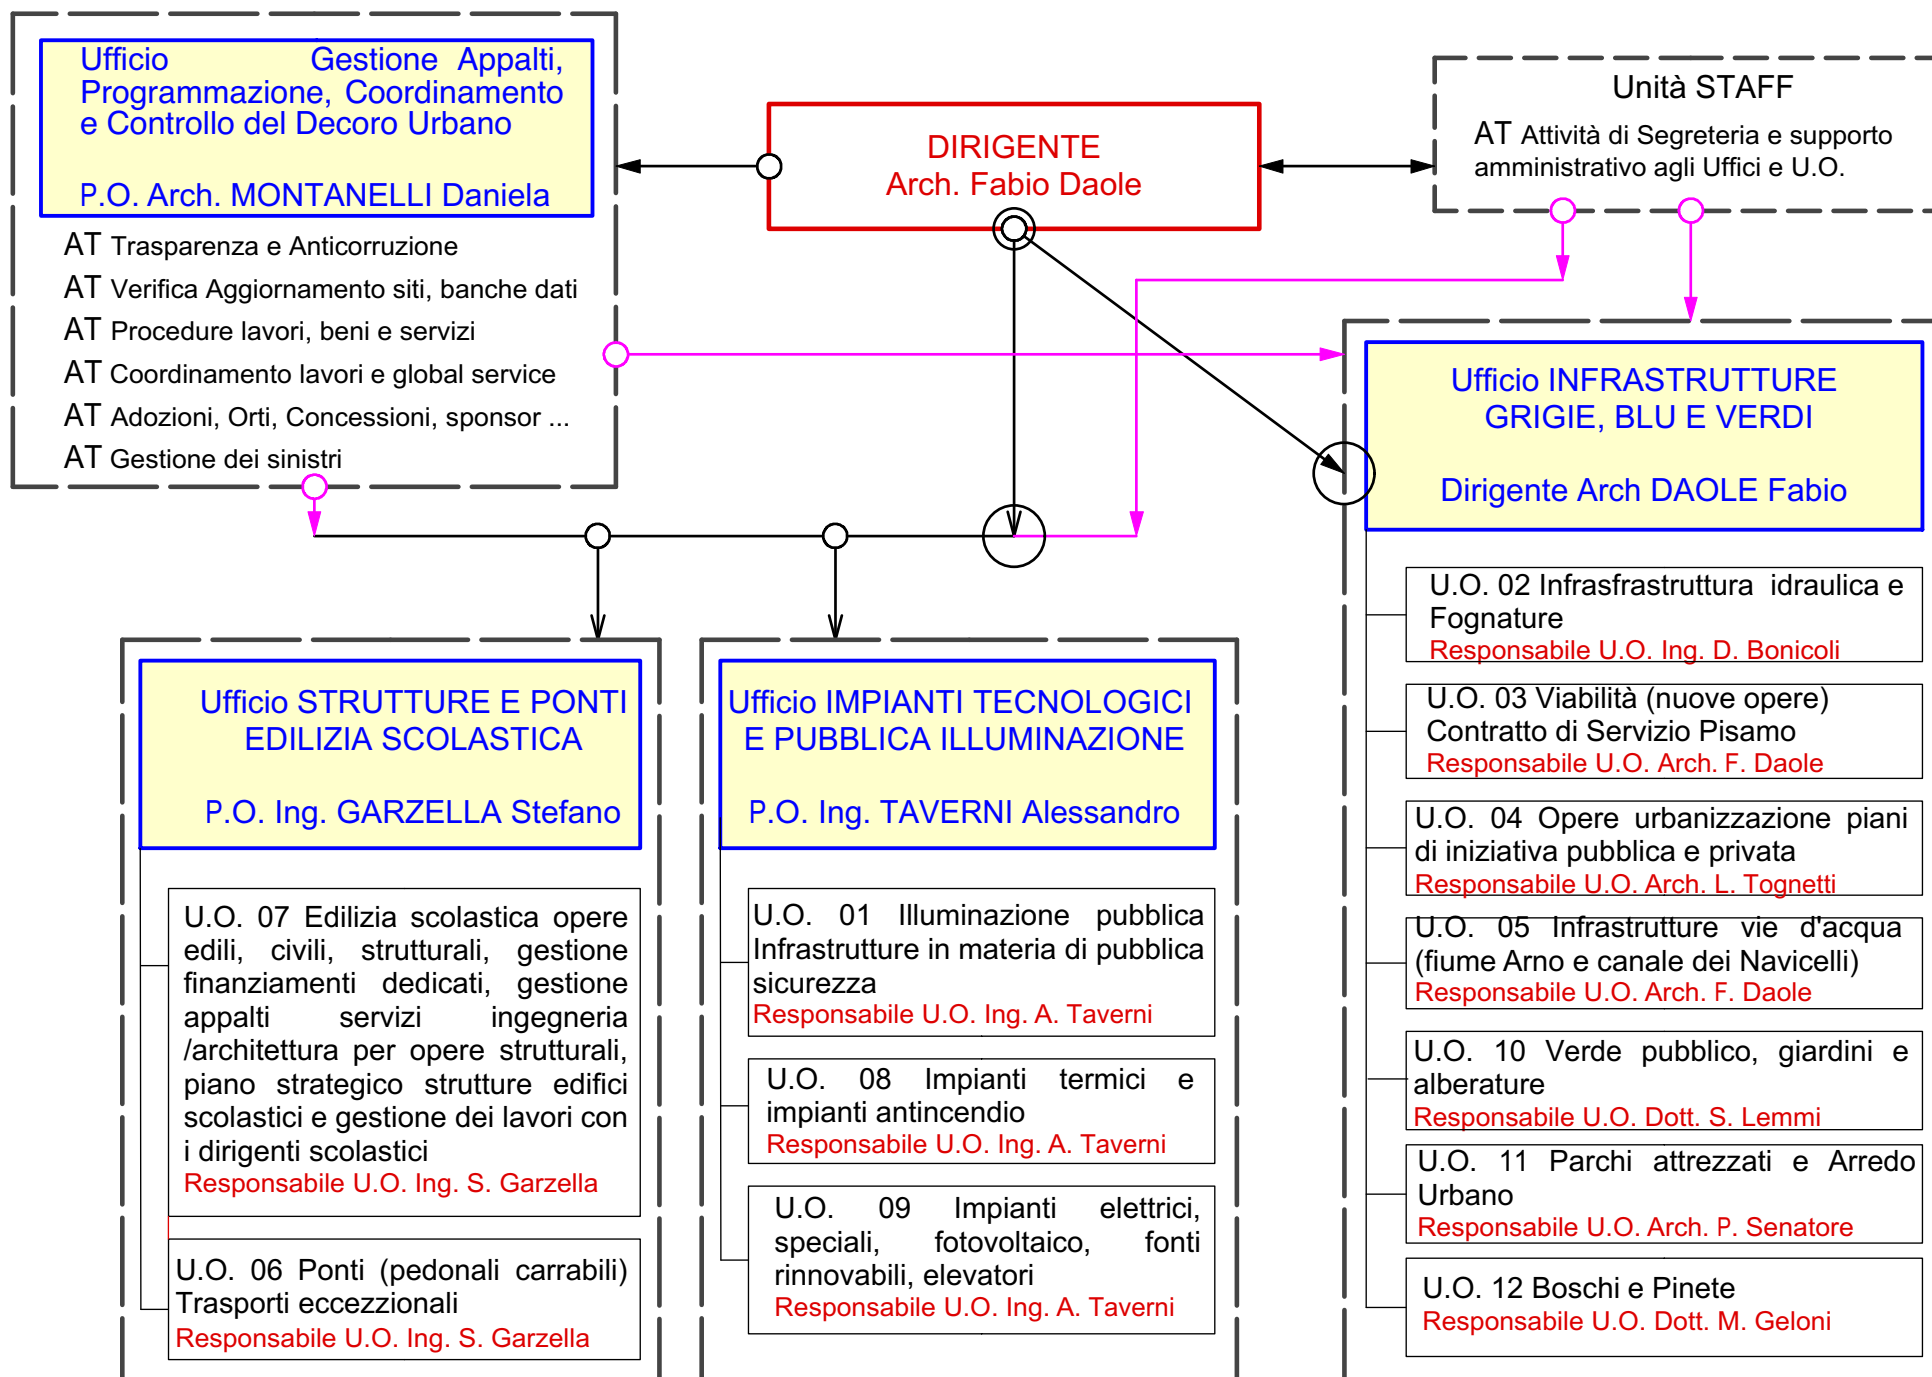 Ufficio Gestione Appalti,
Programmazione, Coordinamento
e Controllo del Decoro Urbano
P.O. Arch. MONTANELLI Daniela
AT Trasparenza e Anticorruzione
AT Verifica Aggiornamento siti, banche dati
AT Procedure lavori, beni e servizi
AT Coordinamento lavori e global service
AT Adozioni, Orti, Concessioni, sponsor ...
AT Gestione dei sinistri
DIRIGENTE
Arch. Fabio Daole
Unità STAFF
AT Attività di Segreteria e supporto
amministrativo agli Uffici e U.O.
Ufficio STRUTTURE E PONTI
EDILIZIA SCOLASTICA
P.O. Ing. GARZELLA Stefano
U.O. 07 Edilizia scolastica opere
edili, civili, strutturali, gestione
finanziamenti dedicati, gestione
appalti servizi ingegneria
/architettura per opere strutturali,
piano strategico strutture edifici
scolastici e gestione dei lavori con
i dirigenti scolastici
Responsabile U.O. Ing. S. Garzella
U.O. 06 Ponti (pedonali carrabili)
Trasporti eccezzionali
Responsabile U.O. Ing. S. Garzella
Ufficio IMPIANTI TECNOLOGICI
E PUBBLICA ILLUMINAZIONE
P.O. Ing. TAVERNI Alessandro
U.O. 01 Illuminazione pubblica
Infrastrutture in materia di pubblica
sicurezza
Responsabile U.O. Ing. A. Taverni
U.O. 08 Impianti termici e
impianti antincendio
Responsabile U.O. Ing. A. Taverni
U.O. 09 Impianti elettrici,
speciali, fotovoltaico, fonti
rinnovabili, elevatori
Responsabile U.O. Ing. A. Taverni
Ufficio INFRASTRUTTURE
GRIGIE, BLU E VERDI
Dirigente Arch DAOLE Fabio
U.O. 02 Infrasfrastruttura idraulica e
Fognature
Responsabile U.O. Ing. D. Bonicoli
U.O. 03 Viabilità (nuove opere)
Contratto di Servizio Pisamo
Responsabile U.O. Arch. F. Daole
U.O. 04 Opere urbanizzazione piani
di iniziativa pubblica e privata
Responsabile U.O. Arch. L. Tognetti
U.O. 05 Infrastrutture vie d'acqua
(fiume Arno e canale dei Navicelli)
Responsabile U.O. Arch. F. Daole
U.O. 10 Verde pubblico, giardini e
alberature
Responsabile U.O. Dott. S. Lemmi
U.O. 11 Parchi attrezzati e Arredo
Urbano
Responsabile U.O. Arch. P. Senatore
U.O. 12 Boschi e Pinete
Responsabile U.O. Dott. M. Geloni